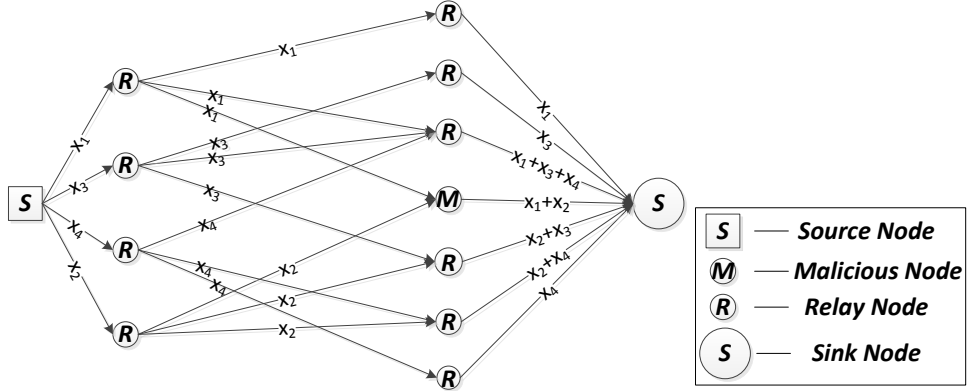 R
x₁
R
R
x₁
x₁
x₁
x₃
R
x₁
x₃
R
x₃
x₃
x₁+x₃+x₄
S
x₃
M
x₁+x₂
S
x₄
x₄
x₂+x₃
R
x₂
x₄
x₄
x₂
R
x₂+x₄
x₂
x₄
R
x₂
R
R
S Source Node
M Malicious Node
R Relay Node
S Sink Node